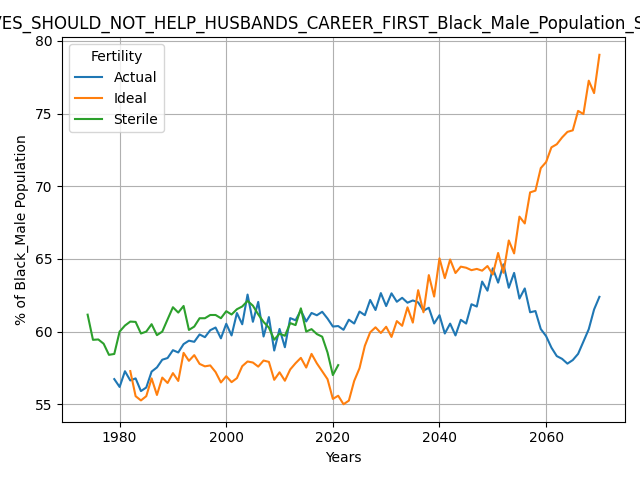 VES_SHOULD_NOT_HELP_HUSBANDS_CAREER_FIRST_Black_Male_Population_S
80
75
70
65
60
55
% of Black_Male Population
Fertility
Actual
Ideal
Sterile
1980 2000 2020 2040 2060
Years